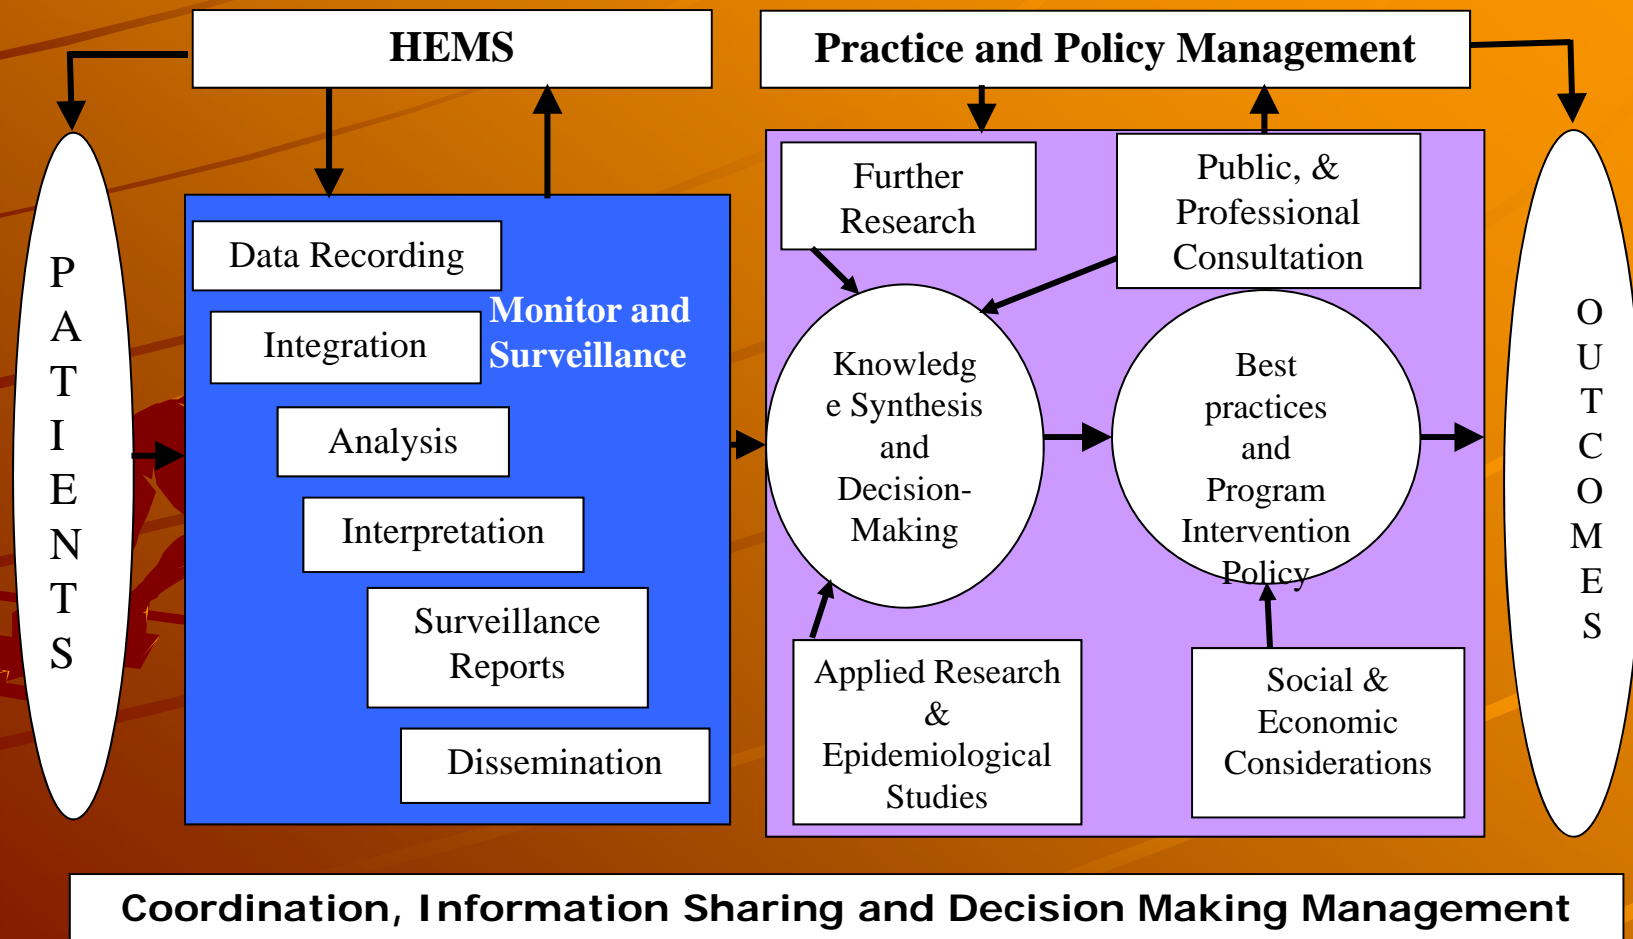 HEMS
Practice and Policy Management
P
A
T
I
E
N
T
S
Data Recording
Monitor and
Surveillance
Integration
Analysis
Interpretation
Surveillance
Reports
Dissemination
Further
Research
Public, &
Professional
Consultation
Knowledg
e Synthesis
and
Decision-
Making
Best
practices
and
Program
Intervention
Policy
Applied Research
&
Epidemiological
Studies
Social &
Economic
Considerations
O
U
T
C
O
M
E
S
Coordination, Information Sharing and Decision Making Management